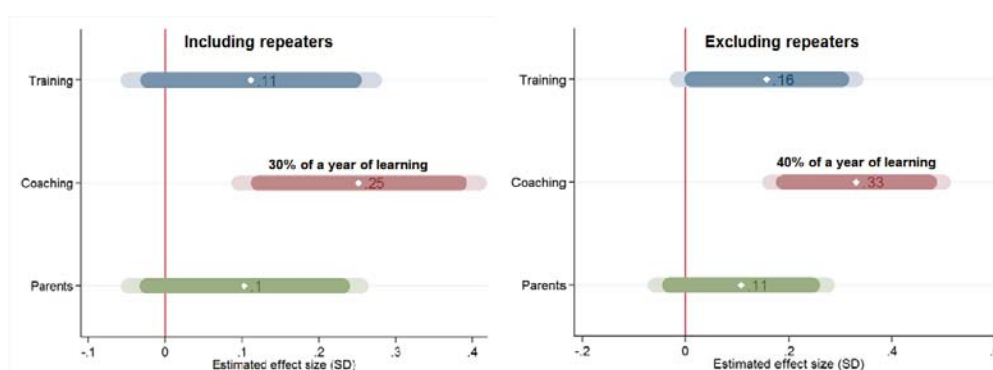 Including repeaters
Training
.11
30% of a year of learning
Coaching
.25
Parents
.1
-.1 0 .1 .2 .3 .4
Estimated effect size (SD)
Excluding repeaters
Training
.16
40% of a year of learning
Coaching
.33
Parents
.11
-.2 0 .2 .4
Estimated effect size (SD)